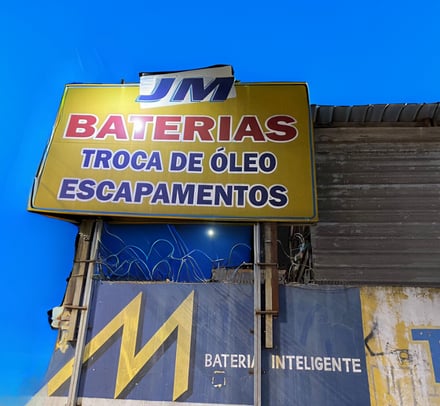 JM
BATERIAS
TROCA DE ÓLEO
ESCAPAMENTOS
M
BATERIA INTELIGENTE